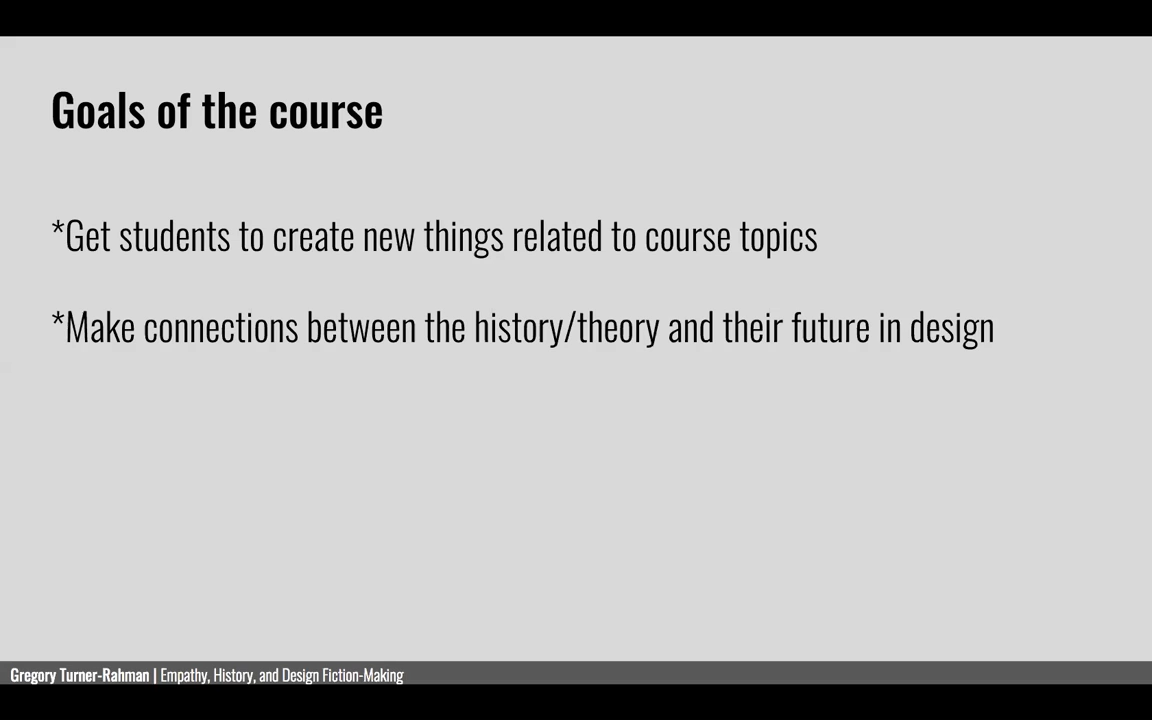 Goals of the course
*Get students to create new things related to course topics
*Make connections between the history/theory and their future in design
Gregory Turner-Rahman | Empathy, History, and Design Fiction-Making